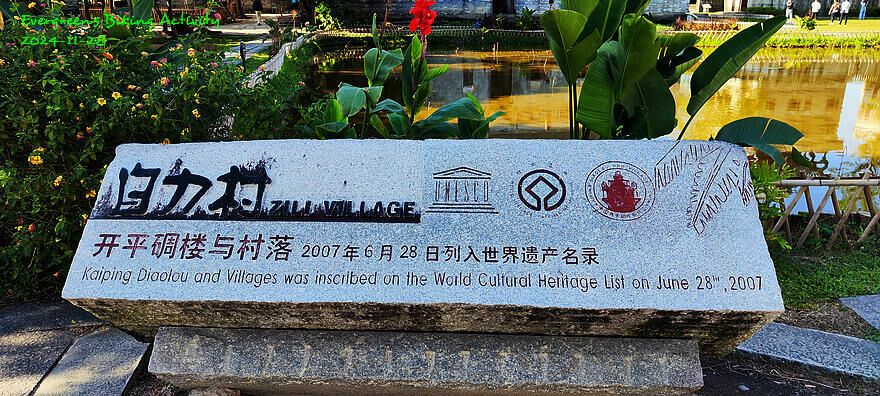 Evergreen's Biking Activity
2024-11-28
自力村 ZILI VILLAGE
UNESCO
开平碉楼与村落 2007年6月28日列入世界遗产名录
Kaiping Diaolou and Villages was inscribed on the World Cultural Heritage List on June 28TH,2007